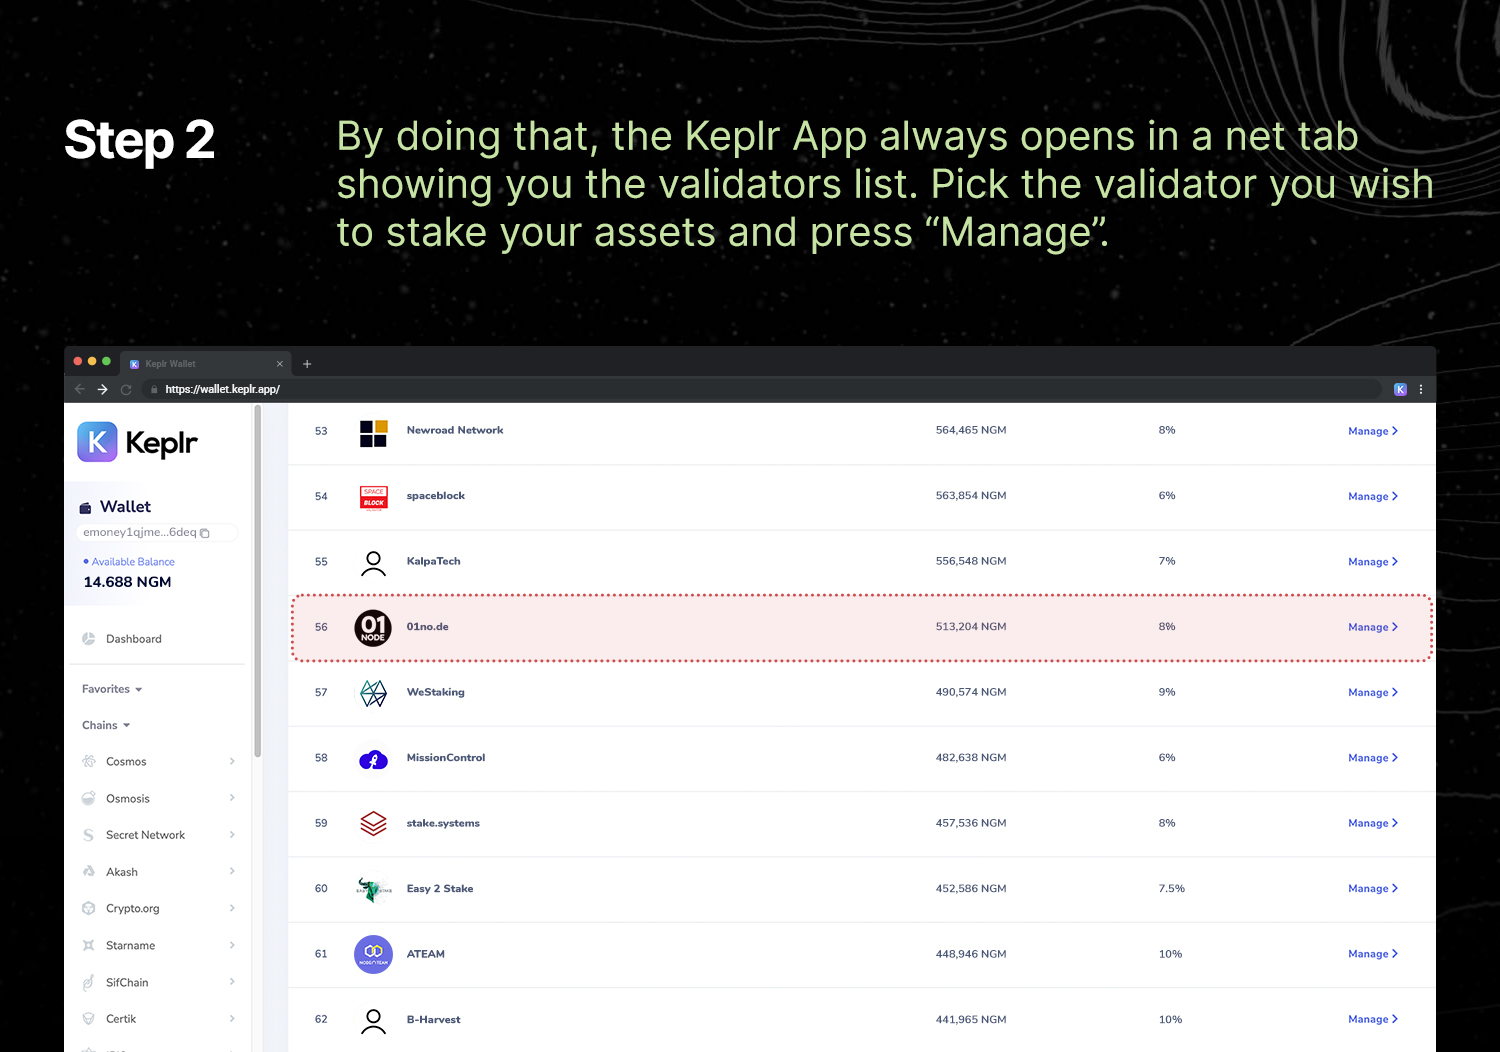 Step 2
By doing that, the Keplr App always opens in a net tab
showing you the validators list. Pick the validator you wish
to stake your assets and press “Manage”.
Keplr Wallet
https://wallet.keplr.app/
K
K Keplr
Wallet
emoney1qjme...6deq
Available Balance
14.688 NGM
Dashboard
Favorites
Chains
Cosmos
Osmosis
Secret Network
Akash
Crypto.org
Starname
SifChain
Certik
53 Newroad Network 564,465 NGM 8% Manage
54 SPACE BLOCK spaceblock 563,854 NGM 6% Manage
55 KalpaTech 556,548 NGM 7% Manage
56 01 NODE 01no.de 513,204 NGM 8% Manage
57 WeStaking 490,574 NGM 9% Manage
58 MissionControl 482,638 NGM 6% Manage
59 stake.systems 457,536 NGM 8% Manage
60 Easy 2 Stake 452,586 NGM 7.5% Manage
61 ATEAM 448,946 NGM 10% Manage
62 B-Harvest 441,965 NGM 10% Manage